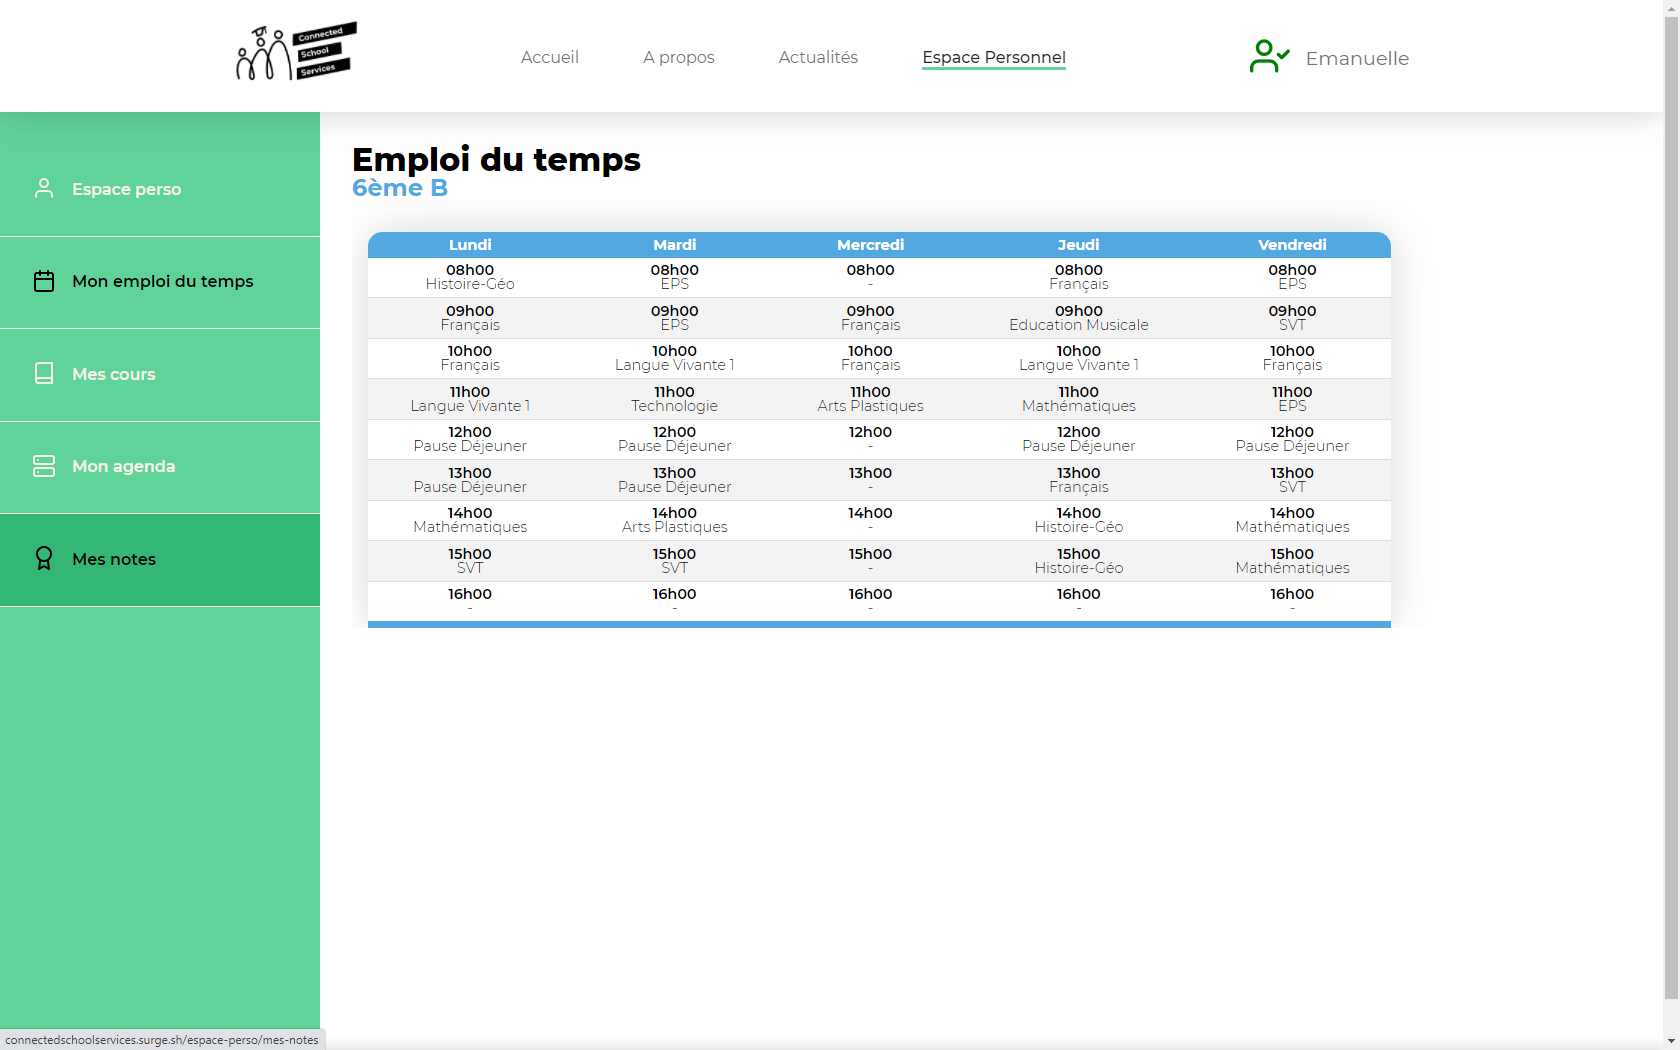 Connected
School
Services
Accueil
A propos
Actualités
Espace Personnel
Emanuelle
Espace perso
Mon emploi du temps
Mes cours
Mon agenda
Mes notes
Emploi du temps
6ème B
Lundi Mardi Mercredi Jeudi Vendredi
08h00 08h00 08h00 08h00 08h00
Histoire-Géo EPS - Français EPS
09h00 09h00 09h00 09h00 09h00
Français EPS Français Education Musicale SVT
10h00 10h00 10h00 10h00 10h00
Français Langue Vivante 1 Français Langue Vivante 1 Français
11h00 11h00 11h00 11h00 11h00
Langue Vivante 1 Technologie Arts Plastiques Mathématiques EPS
12h00 12h00 12h00 12h00 12h00
Pause Déjeuner Pause Déjeuner - Pause Déjeuner Pause Déjeuner
13h00 13h00 13h00 13h00 13h00
Pause Déjeuner Pause Déjeuner - Français SVT
14h00 14h00 14h00 14h00 14h00
Mathématiques Arts Plastiques - Histoire-Géo Mathématiques
15h00 15h00 15h00 15h00 15h00
SVT SVT - Histoire-Géo Mathématiques
16h00 16h00 16h00 16h00 16h00
- - - - -
connectedschoolservices.surge.sh/espace-perso/mes-notes